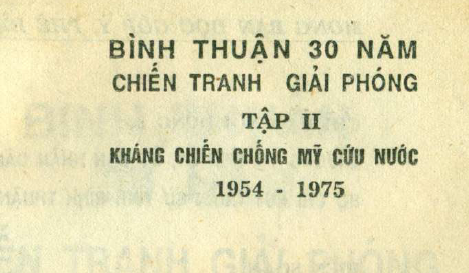 BÌNH THUẬN 30 NĂM
CHIẾN TRANH GIẢI PHÓNG
TẬP II
KHÁNG CHIẾN CHỐNG MỸ CỨU NƯỚC
1954 - 1975